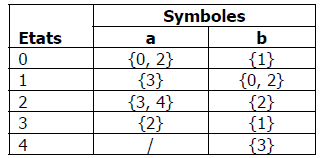 Symboles
Etats a b
0 {0, 2} {1}
1 {3} {0, 2}
2 {3, 4} {2}
3 {2} {1}
4 / {3}